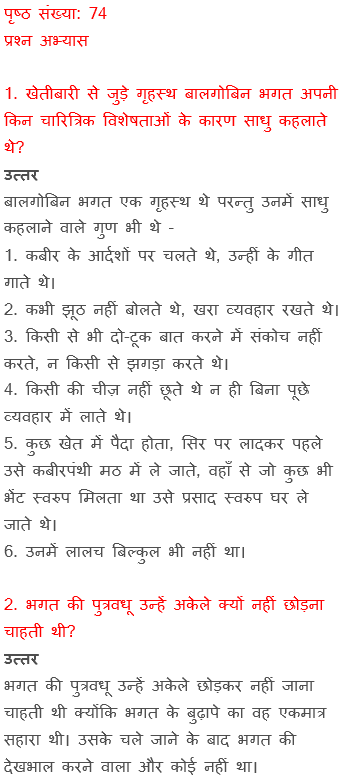 पृष्ठ संख्या: 74
प्रश्न अभ्यास
1. खेतीबारी से जुड़े गृहस्थ बालगोबिन भगत अपनी
किन चारित्रिक विशेषताओं के कारण साधु कहलाते
थे?
उत्तर
बालगोबिन भगत एक गृहस्थ थे परन्तु उनमें साधु
कहलाने वाले गुण भी थे -
1. कबीर के आर्दशों पर चलते थे, उन्हीं के गीत
गाते थे।
2. कभी झूठ नहीं बोलते थे, खरा व्यवहार रखते थे।
3. किसी से भी दो-टूक बात करने में संकोच नहीं
करते, न किसी से झगड़ा करते थे।
4. किसी की चीज़ नहीं छूते थे न ही बिना पूछे
व्यवहार में लाते थे।
5. कुछ खेत में पैदा होता, सिर पर लादकर पहले
उसे कबीरपंथी मठ में ले जाते, वहाँ से जो कुछ भी
भेंट स्वरुप मिलता था उसे प्रसाद स्वरुप घर ले
जाते थे।
6. उनमें लालच बिल्कुल भी नहीं था।
2. भगत की पुत्रवधू उन्हें अकेले क्यों नहीं छोड़ना
चाहती थी?
उत्तर
भगत की पुत्रवधू उन्हें अकेले छोड़कर नहीं जाना
चाहती थी क्योंकि भगत के बुढ़ापे का वह एकमात्र
सहारा थी। उसके चले जाने के बाद भगत की
देखभाल करने वाला और कोई नहीं था।